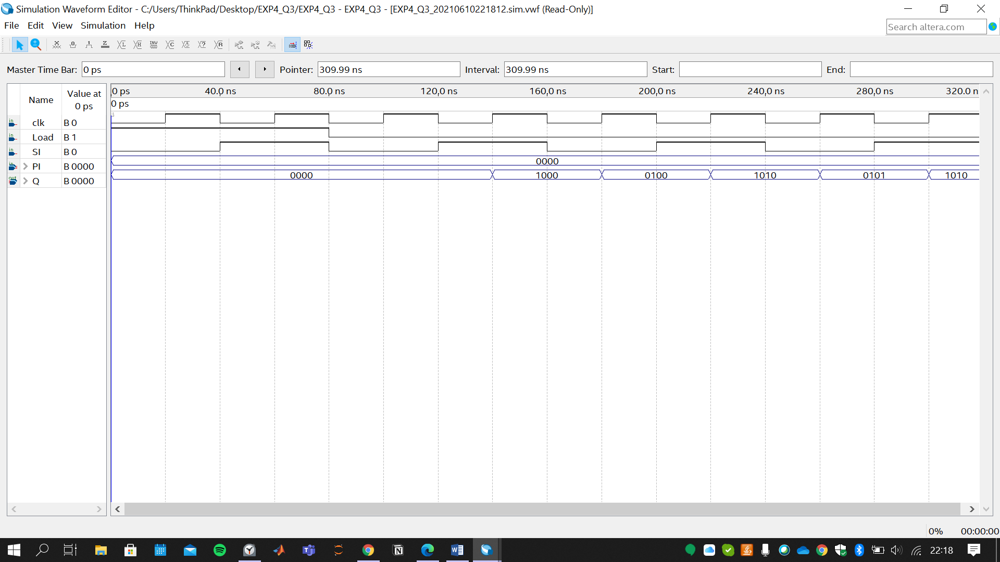 Simulation Waveform Editor - C:/Users/ThinkPad/Desktop/EXP4_Q3/EXP4_Q3 - EXP4_Q3 - [EXP4_Q3_20210610221812.sim.vwf (Read-Only)]
File Edit View Simulation Help
Search altera.com
Master Time Bar: 0 ps Pointer: 309.99 ns Interval: 309.99 ns Start: End:
Name Value at 0 ps
0 ps 40.0 ns 80.0 ns 120.0 ns 160.0 ns 200.0 ns 240.0 ns 280.0 ns 320.0 n
0 ps
clk B 0
Load B 1
SI B 0
PI B 0000 0000
Q B 0000 0000 1000 0100 1010 0101 1010
0% 00:00:00
22:18